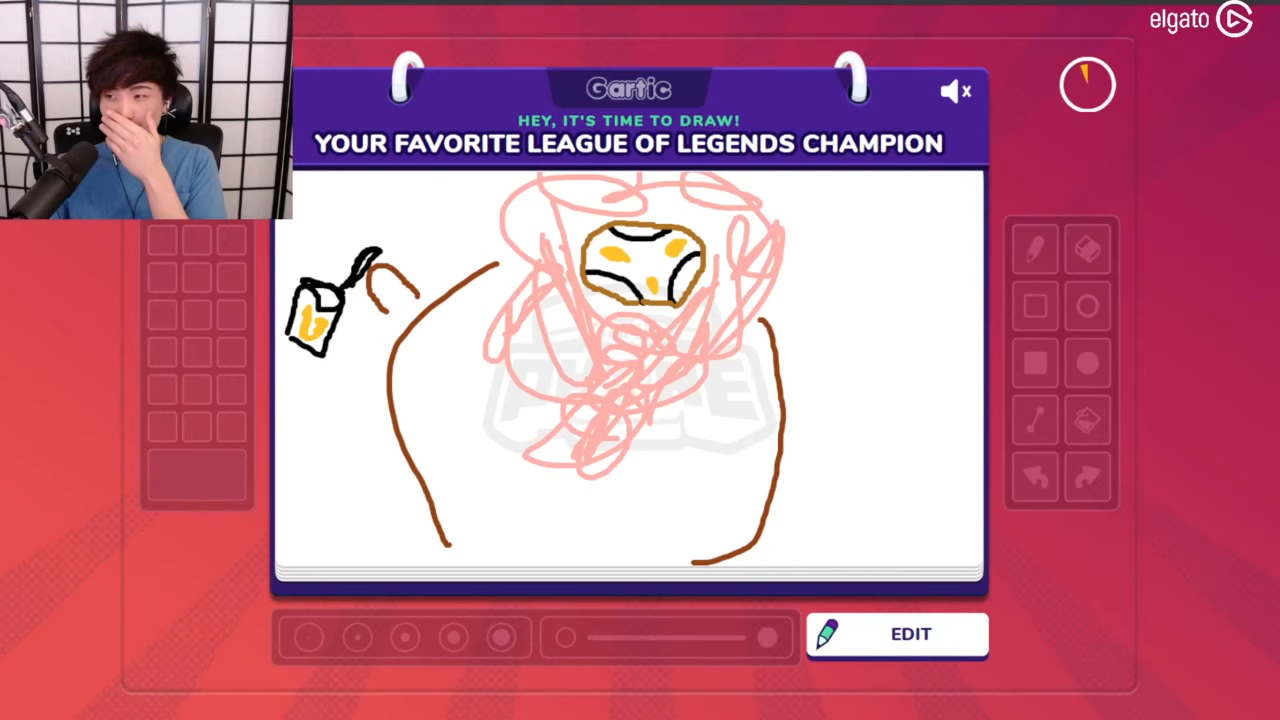 elgato
Gartic
HEY, IT'S TIME TO DRAW!
YOUR FAVORITE LEAGUE OF LEGENDS CHAMPION
EDIT